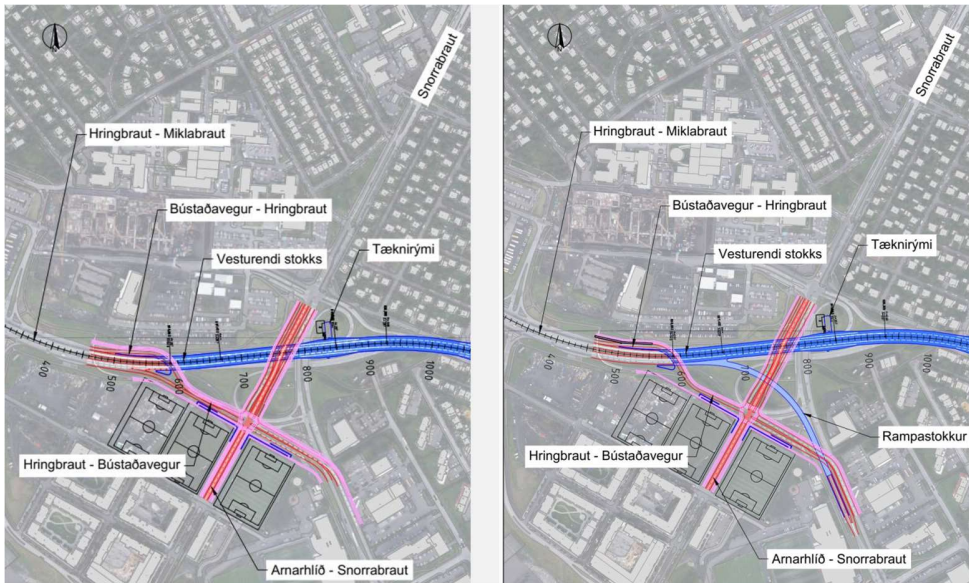 Snorrabraut
Hringbraut - Miklabraut
Bústaðavegur - Hringbraut
Tæknirými
Vesturendi stokks
400
500
600
700
800
900
1000
Hringbraut - Bústaðavegur
Arnarhlíð - Snorrabraut
Snorrabraut
Hringbraut - Miklabraut
Bústaðavegur - Hringbraut
Tæknirými
Vesturendi stokks
400
500
600
700
800
900
1000
Rampastokkur
Hringbraut - Bústaðavegur
Arnarhlíð - Snorrabraut